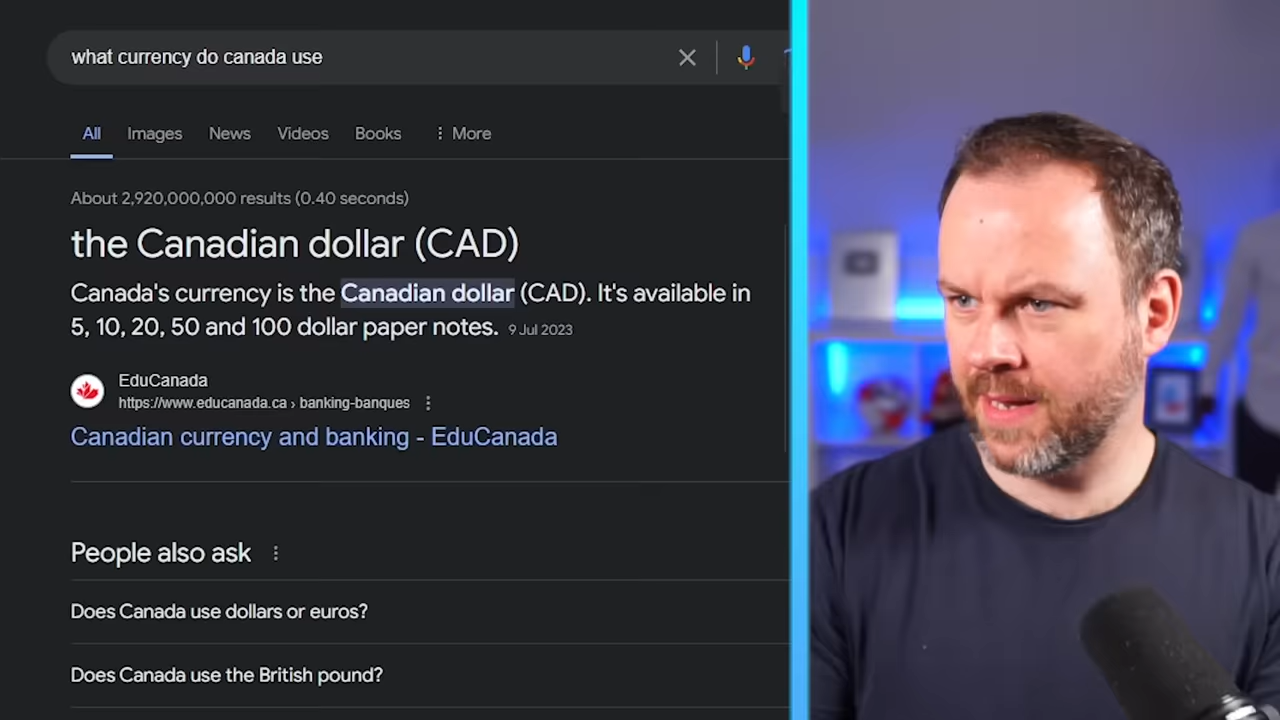 what currency do canada use
All Images News Videos Books More
About 2,920,000,000 results (0.40 seconds)
the Canadian dollar (CAD)
Canada's currency is the Canadian dollar (CAD). It's available in
5, 10, 20, 50 and 100 dollar paper notes. 9 Jul 2023
EduCanada
https://www.educanada.ca › banking-banques
Canadian currency and banking - EduCanada
People also ask
Does Canada use dollars or euros?
Does Canada use the British pound?